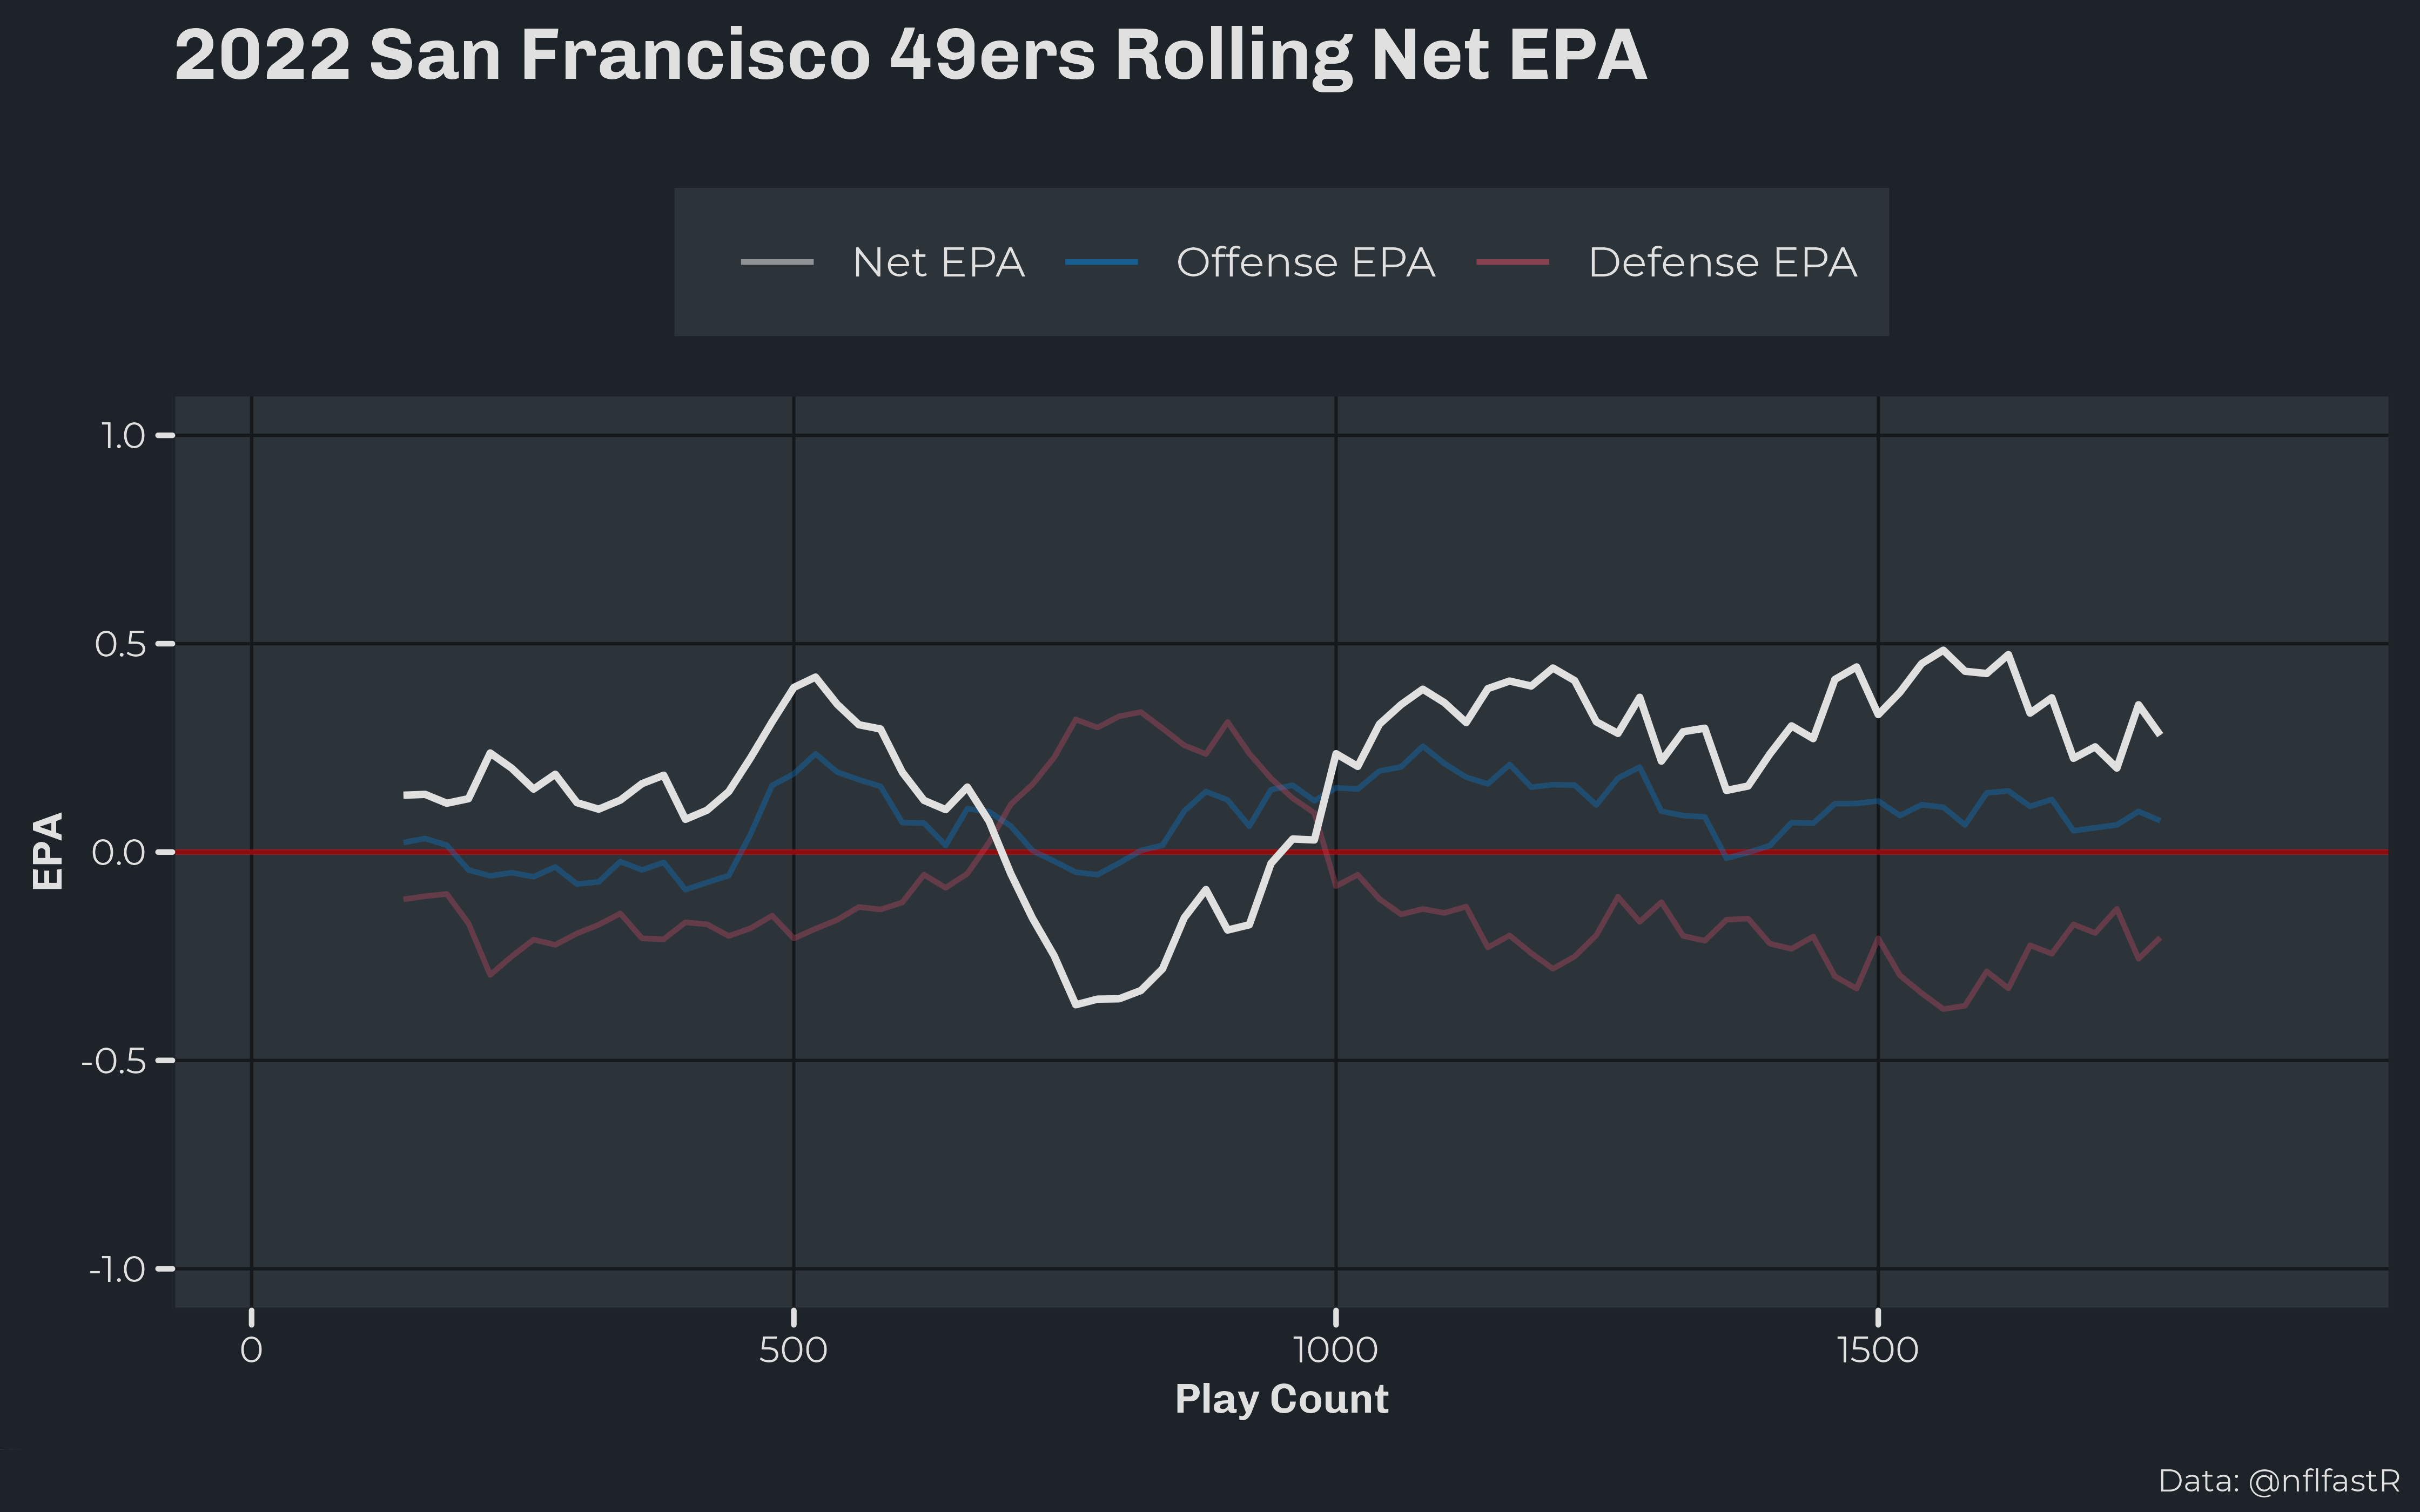 2022 San Francisco 49ers Rolling Net EPA
Net EPA Offense EPA Defense EPA
1.0
0.5
0.0
-0.5
-1.0
EPA
0 500 1000 1500
Play Count
Data: @nflfastR